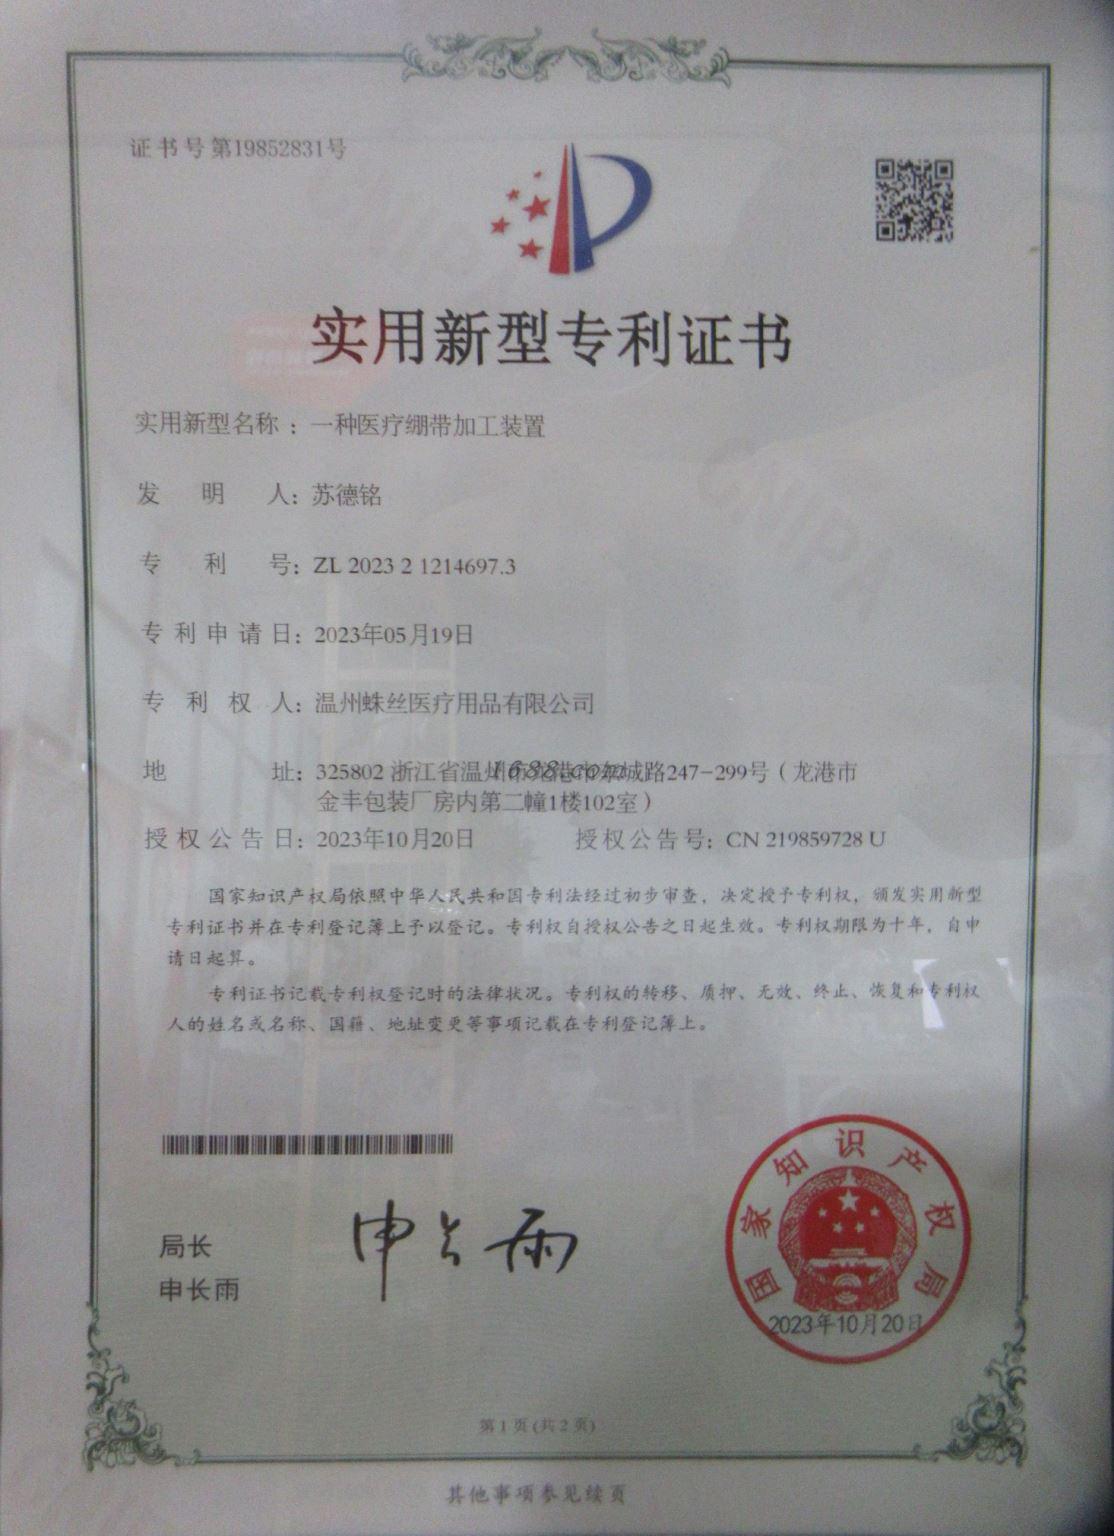 证书号第19852831号
实用新型专利证书
实用新型名称：一种医疗绷带加工装置
发明人：苏德铭
专利号：ZL 2023 2 1214697.3
专利申请日：2023年05月19日
专利权人：温州蛛丝医疗用品有限公司
地址：325802 浙江省温州市龙港市 城路247-299号（龙港市
1688.com
金丰包装厂房内第二幢1楼102室）
授权公告日：2023年10月20日 授权公告号：CN 219859728 U
国家知识产权局依照中华人民共和国专利法经过初步审查，决定授予专利权，颁发实用新型
专利证书并在专利登记簿上予以登记。专利权自授权公告之日起生效。专利权期限为十年，自申
请日起算。
专利证书记载专利权登记时的法律状况。专利权的转移、质押、无效、终止、恢复和专利权
人的姓名或名称、国籍、地址变更等事项记载在专利登记簿上。
局长
申长雨
申长雨
国家知识产权局
2023年10月20日
第1页(共2页)
其他事项参见续页